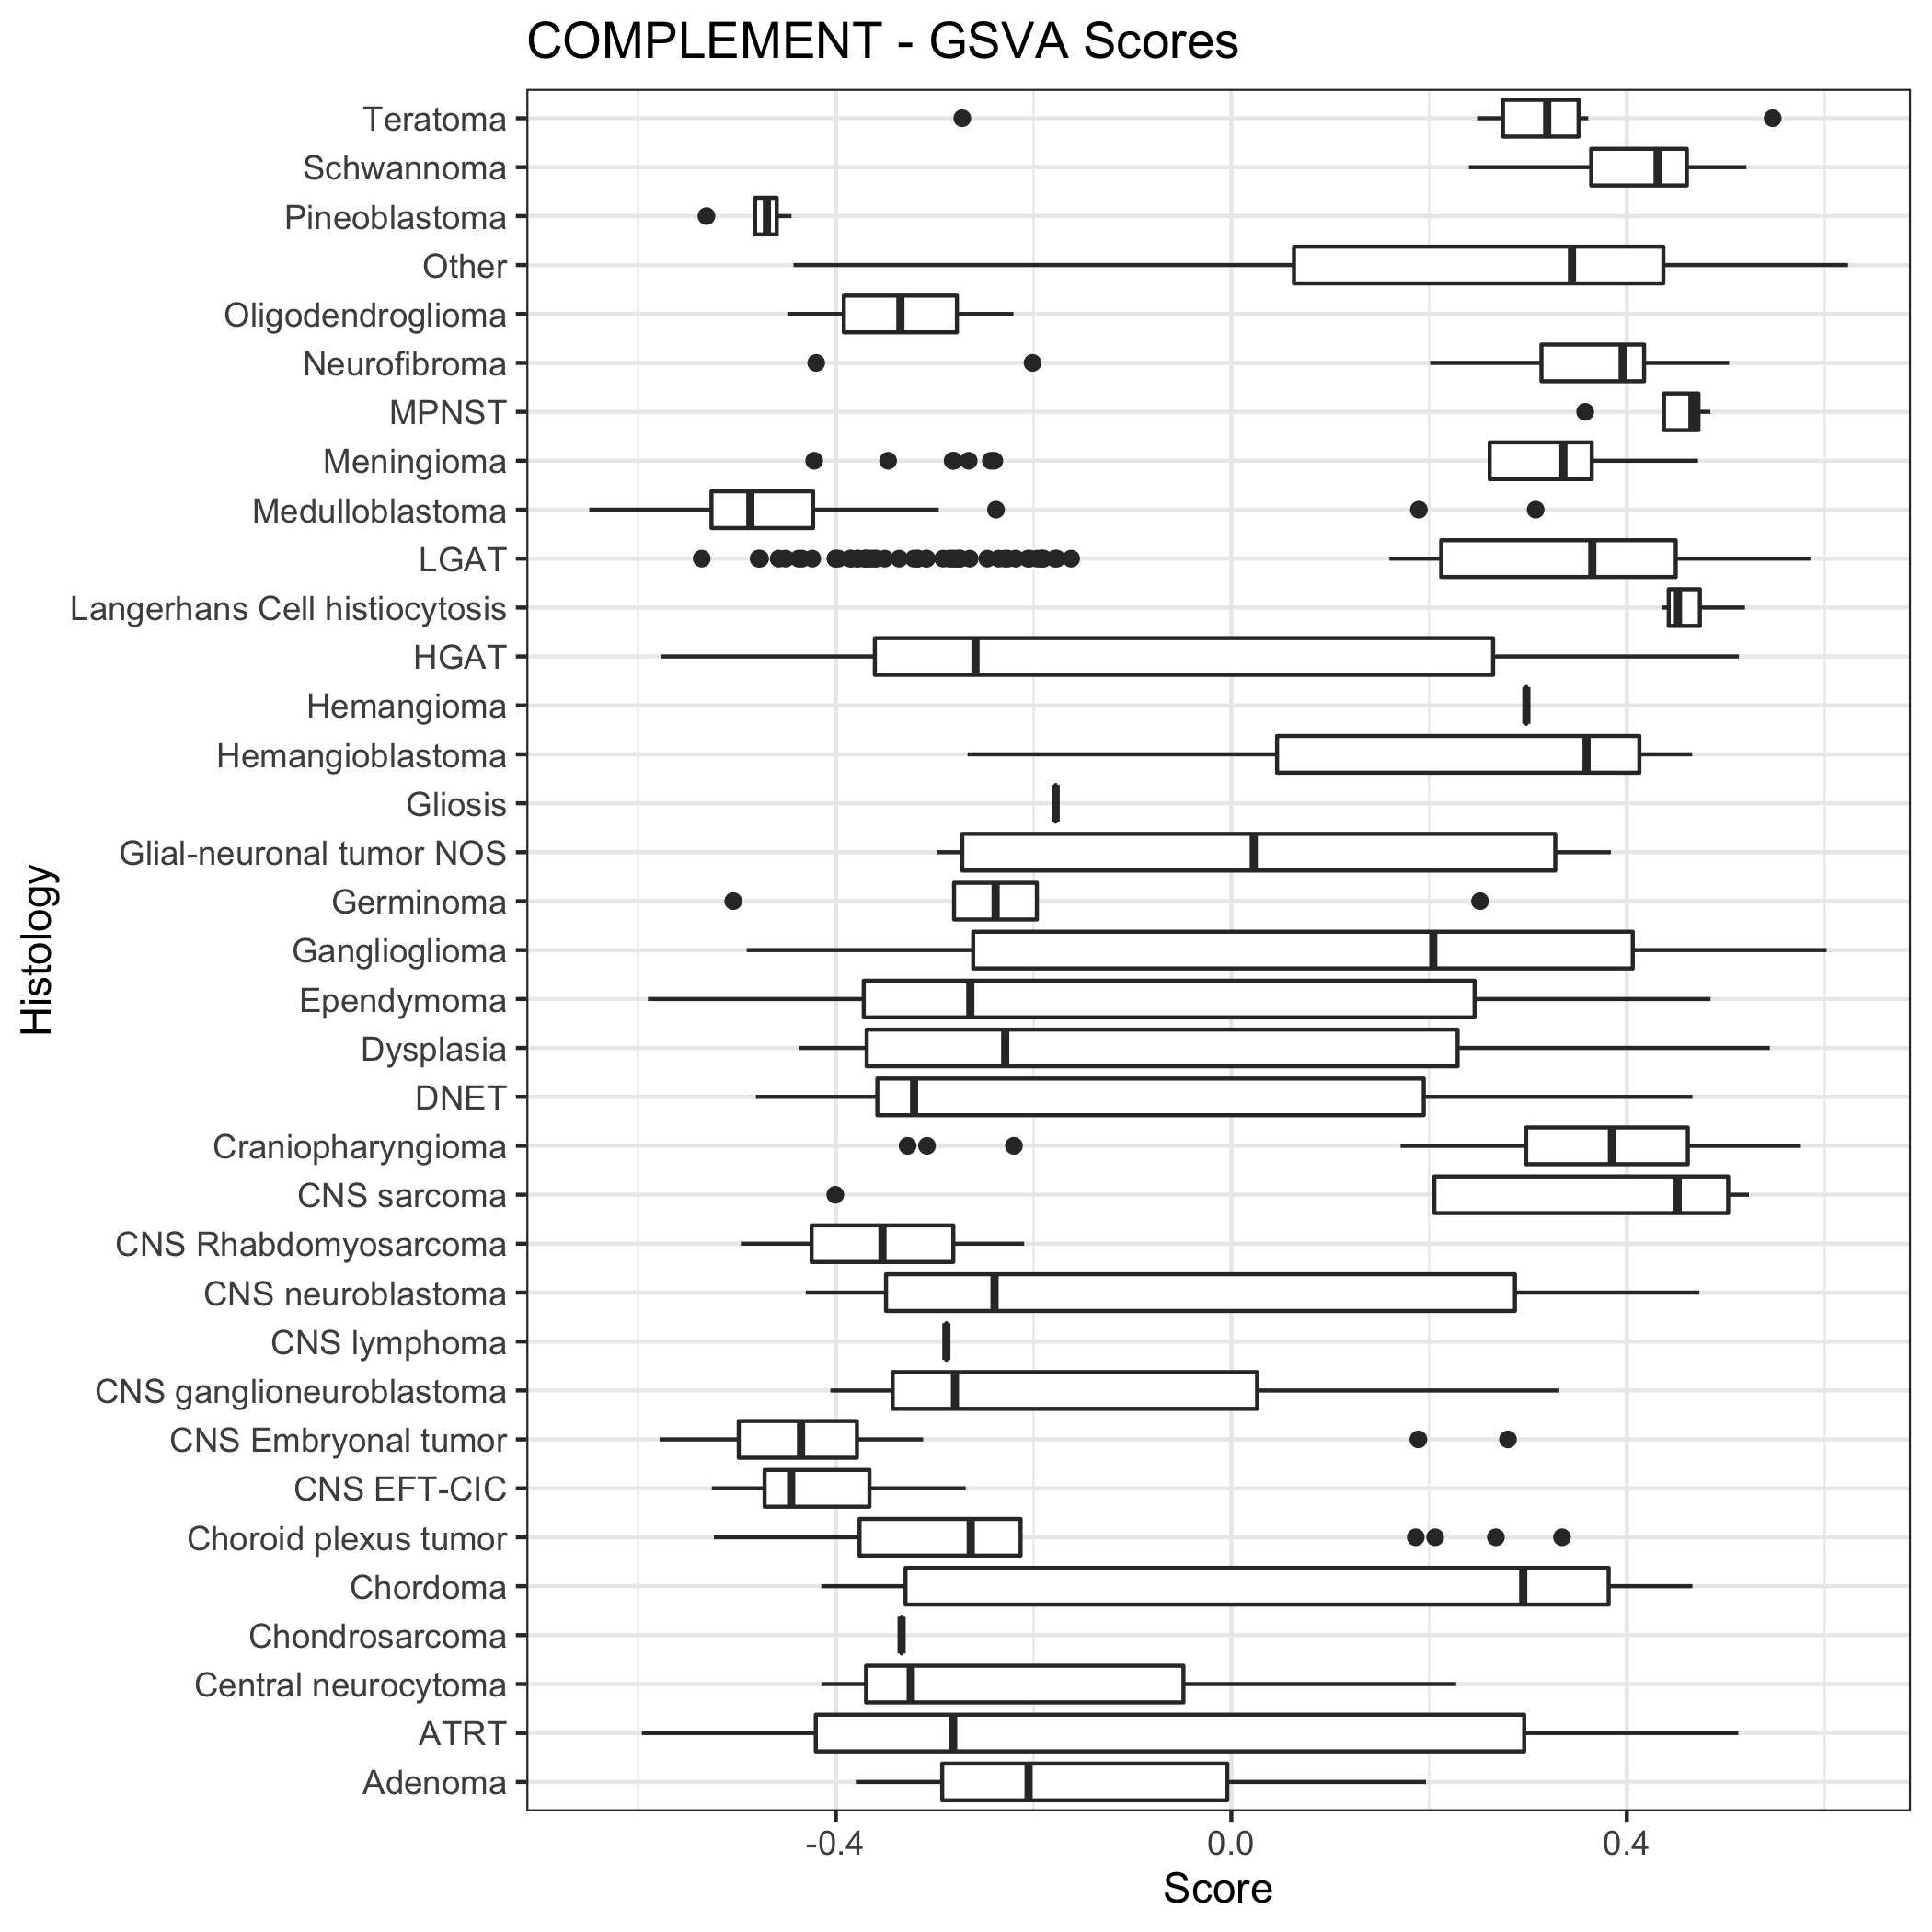 COMPLEMENT - GSVA Scores
Teratoma
Schwannoma
Pineoblastoma
Other
Oligodendroglioma
Neurofibroma
MPNST
Meningioma
Medulloblastoma
LGAT
Langerhans Cell histiocytosis
HGAT
Hemangioma
Hemangioblastoma
Gliosis
Glial-neuronal tumor NOS
Germinoma
Ganglioglioma
Ependymoma
Dysplasia
DNET
Craniopharyngioma
CNS sarcoma
CNS Rhabdomyosarcoma
CNS neuroblastoma
CNS lymphoma
CNS ganglioneuroblastoma
CNS Embryonal tumor
CNS EFT-CIC
Choroid plexus tumor
Chordoma
Chondrosarcoma
Central neurocytoma
ATRT
Adenoma
Histology
-0.4 0.0 0.4
Score